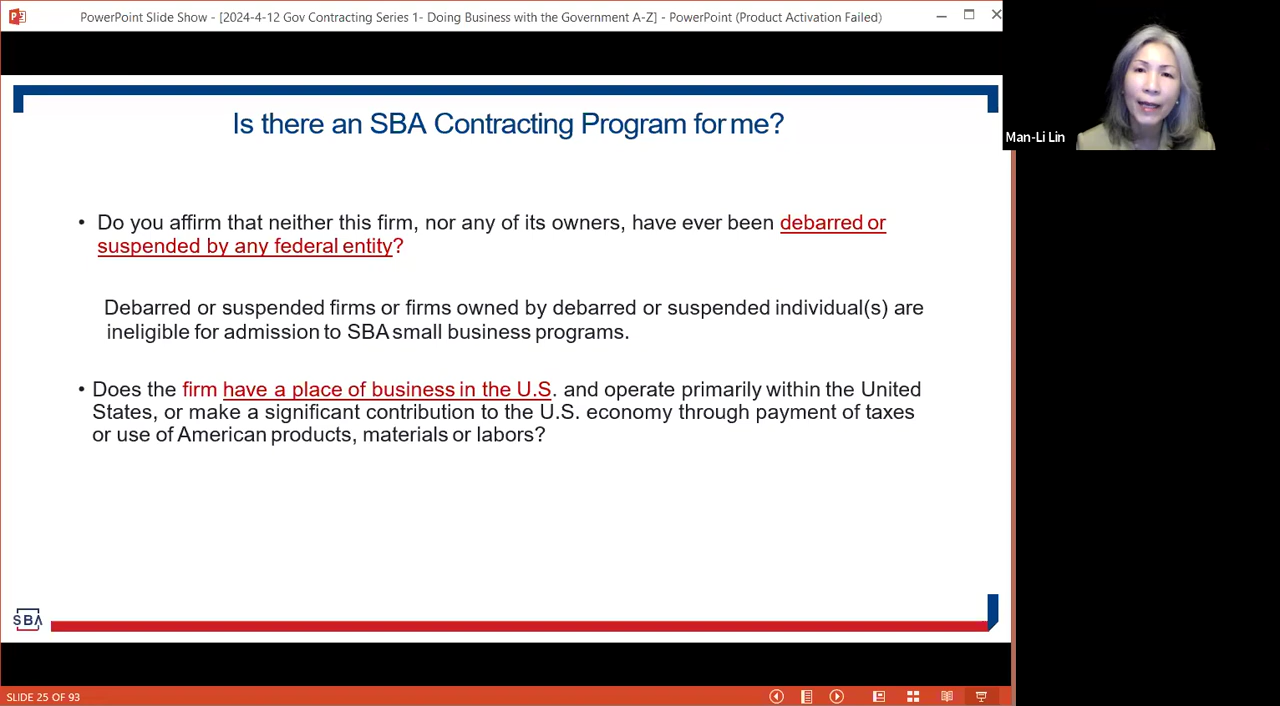 PowerPoint Slide Show - [2024-4-12 Gov Contracting Series 1- Doing Business with the Government A-Z] - PowerPoint (Product Activation Failed)
Man-Li Lin
Is there an SBA Contracting Program for me?
• Do you affirm that neither this firm, nor any of its owners, have ever been debarred or
suspended by any federal entity?
Debarred or suspended firms or firms owned by debarred or suspended individual(s) are
ineligible for admission to SBA small business programs.
• Does the firm have a place of business in the U.S. and operate primarily within the United
States, or make a significant contribution to the U.S. economy through payment of taxes
or use of American products, materials or labors?
SBA
SLIDE 25 OF 93